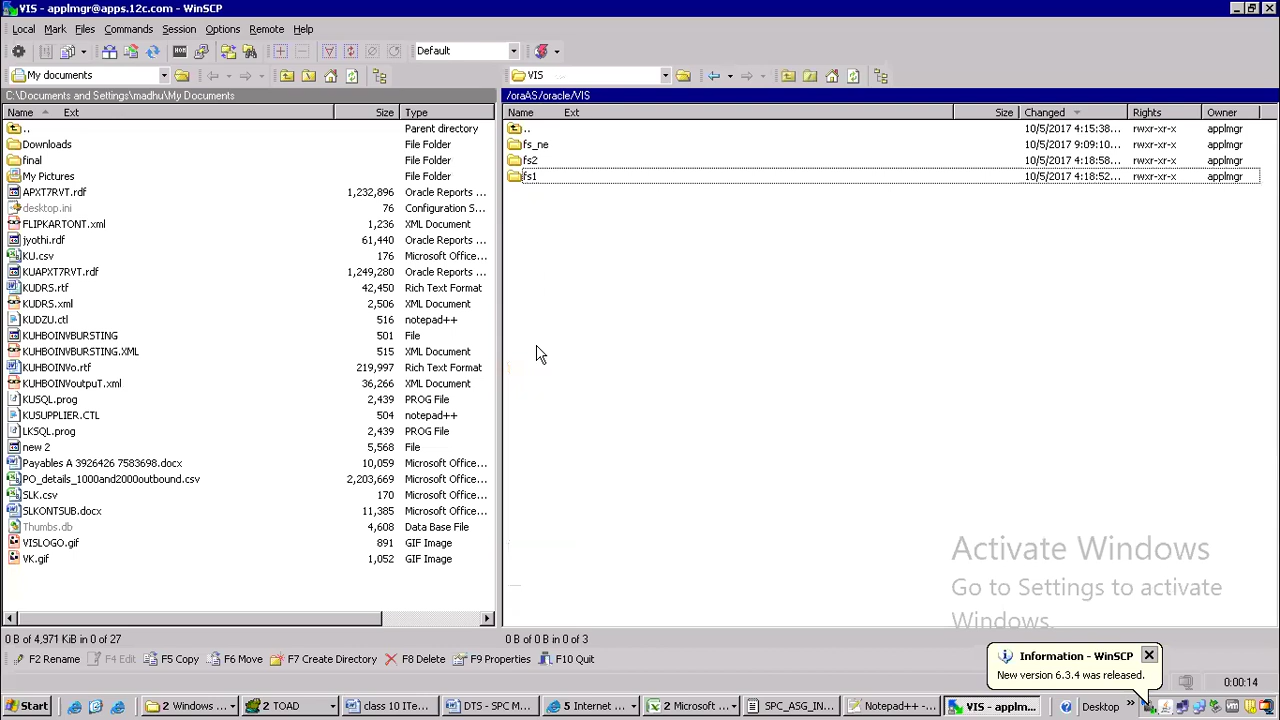 VIS - applmgr@apps.12c.com - WinSCP
Local Mark Files Commands Session Options Remote Help
Default
My documents
VIS
C:\Documents and Settings\madhu\My Documents
/oraAS/oracle/VIS
Name Ext Size Type
Name Ext Size Changed Rights Owner
.. Parent directory
Downloads File Folder
final File Folder
My Pictures File Folder
APXT7RVT.rdf 1,232,896 Oracle Reports ...
desktop.ini 76 Configuration S...
FLIPKARTONT.xml 1,236 XML Document
jyothi.rdf 61,440 Oracle Reports ...
KU.csv 176 Microsoft Office...
KUAPXT7RVT.rdf 1,249,280 Oracle Reports ...
KUDRS.rtf 42,450 Rich Text Format
KUDRS.xml 2,506 XML Document
KUDZU.ctl 516 notepad++
KUHBOINVBURSTING 501 File
KUHBOINVBURSTING.XML 515 XML Document
KUHBOINVo.rtf 219,997 Rich Text Format
KUHBOINVoutpuT.xml 36,266 XML Document
KUSQL.prog 2,439 PROG File
KUSUPPLIER.CTL 504 notepad++
LKSQL.prog 2,439 PROG File
new 2 5,568 File
Payables A 3926426 7583698.docx 10,059 Microsoft Office...
PO_details_1000and2000outbound.csv 2,203,669 Microsoft Office...
SLK.csv 170 Microsoft Office...
SLKONTSUB.docx 11,385 Microsoft Office...
Thumbs.db 4,608 Data Base File
VISLOGO.gif 891 GIF Image
VK.gif 1,052 GIF Image
.. 10/5/2017 4:15:38... rwxr-xr-x applmgr
fs_ne 10/5/2017 9:09:10... rwxr-xr-x applmgr
fs2 10/5/2017 4:18:58... rwxr-xr-x applmgr
fs1 10/5/2017 4:18:52... rwxr-xr-x applmgr
Activate Windows
Go to Settings to activate
Windows.
0 B of 4,971 KiB in 0 of 27
0 B of 0 B in 0 of 3
F2 Rename F4 Edit F5 Copy F6 Move F7 Create Directory F8 Delete F9 Properties F10 Quit
Information - WinSCP
New version 6.3.4 was released.
0:00:14
Start 2 Windows ... 2 TOAD class 10 ITe... DTS - SPC M... 5 Internet ... 2 Microsoft ... SPC_ASG_IN... Notepad++ -... VIS - applm... Desktop »